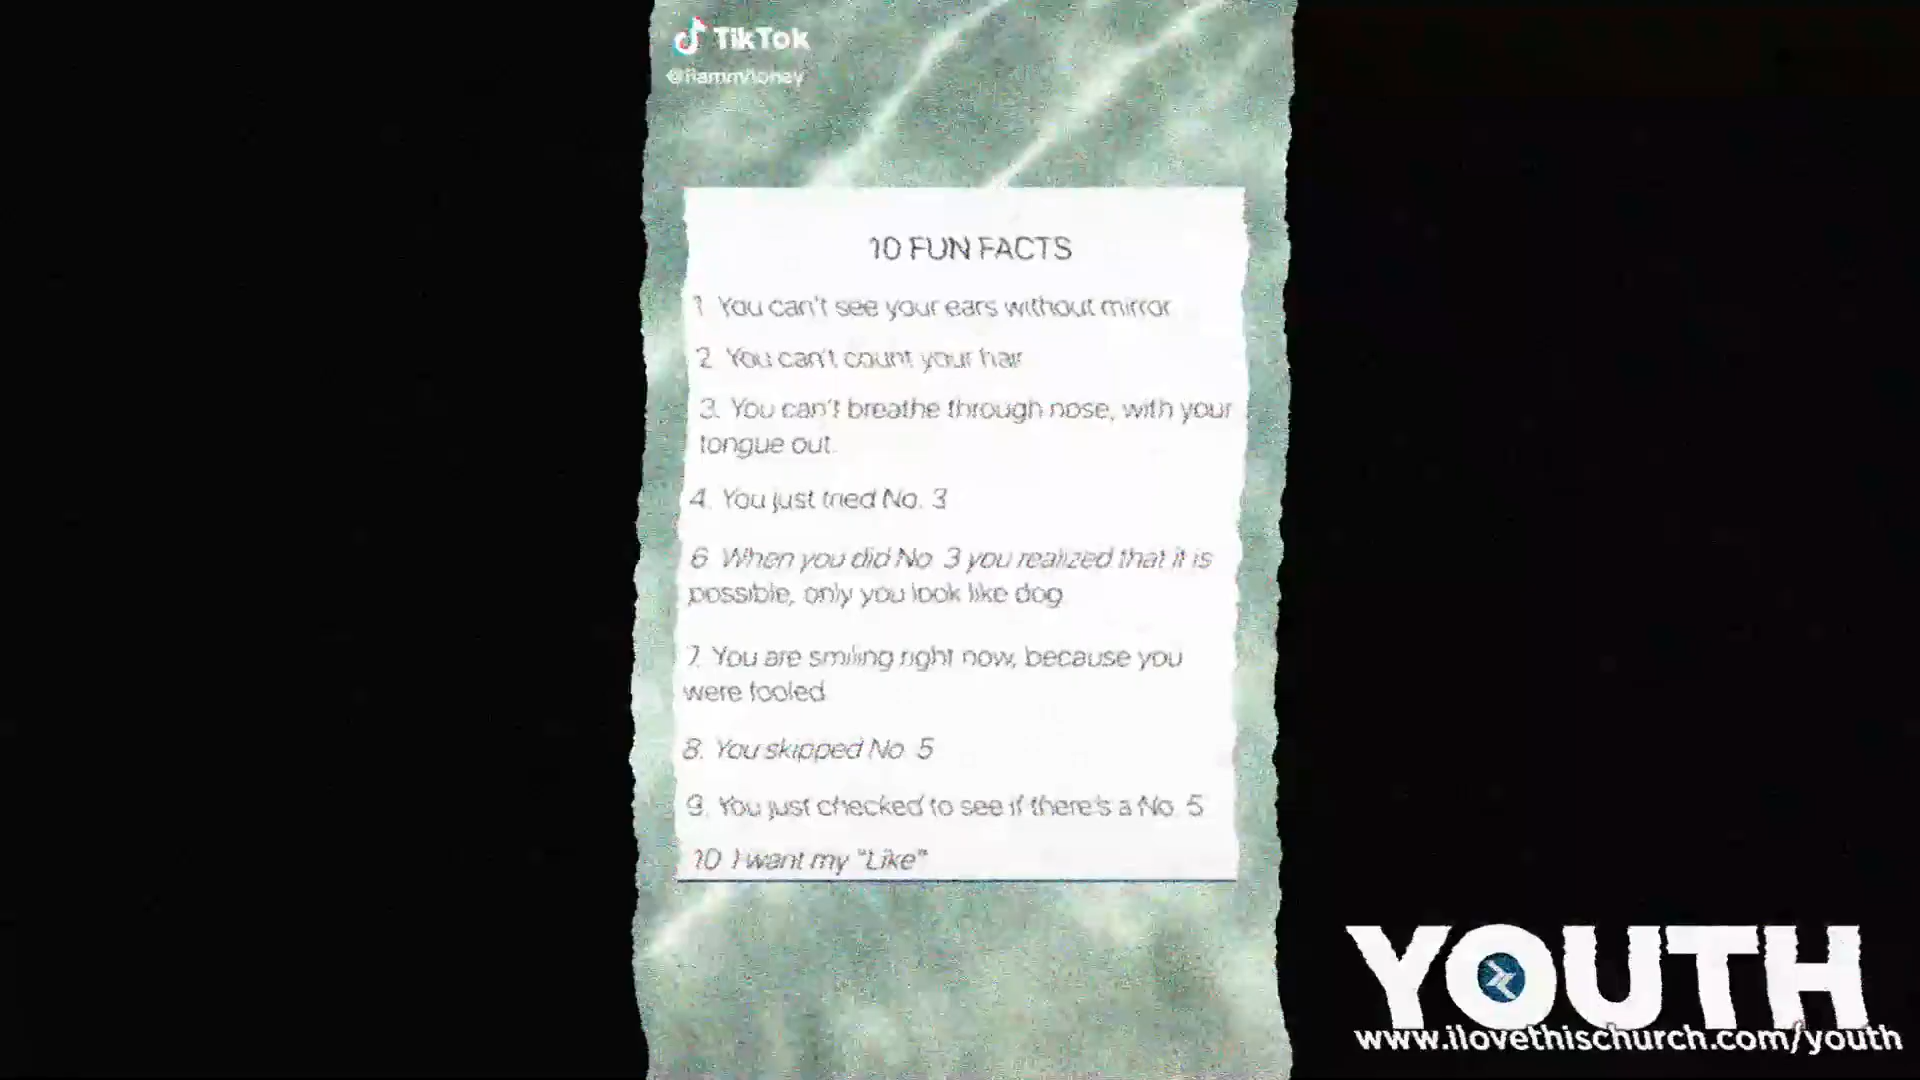 TikTok
10 FUN FACTS
1 You can't see your ears without mirror
2 You can't count your hair
3. You can't breathe through nose, with your
tongue out.
4. You just tried No. 3
6 When you did No 3 you realized that it is
possible, only you look like dog
7. You are smiling right now, because you
were fooled
8. You skipped No 5
9. You just checked to see if there's a No. 5
10 I want my "Like"
YOUTH
www.ilovethischurch.com/youth